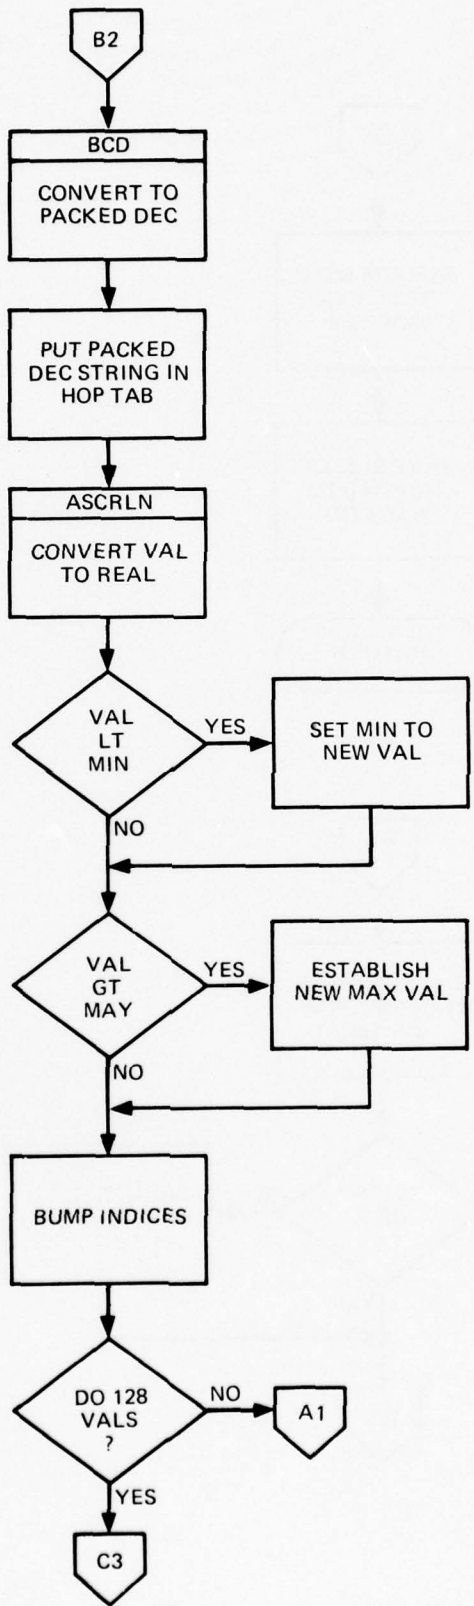 B2
BCD
CONVERT TO
PACKED DEC
PUT PACKED
DEC STRING IN
HOP TAB
ASCRLN
CONVERT VAL
TO REAL
VAL
LT
MIN
YES
SET MIN TO
NEW VAL
NO
VAL
GT
MAY
YES
ESTABLISH
NEW MAX VAL
NO
BUMP INDICES
DO 128
VALS
?
NO
A1
YES
C3